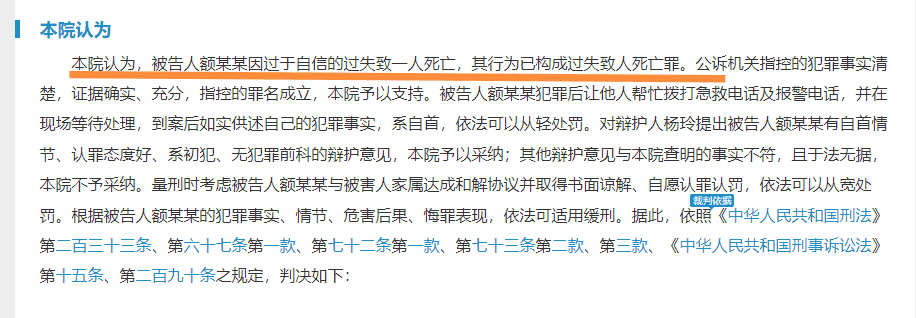 本院认为
本院认为，被告人额某某因过于自信的过失致一人死亡，其行为已构成过失致人死亡罪。公诉机关指控的犯罪事实清
楚，证据确实、充分，指控的罪名成立，本院予以支持。被告人额某某犯罪后让他人帮忙拨打急救电话及报警电话，并在
现场等待处理，到案后如实供述自己的犯罪事实，系自首，依法可以从轻处罚。对辩护人杨玲提出被告人额某某有自首情
节、认罪态度好、系初犯、无犯罪前科的辩护意见，本院予以采纳；其他辩护意见与本院查明的事实不符，且于法无据，
本院不予采纳。量刑时考虑被告人额某某与被害人家属达成和解协议并取得书面谅解、自愿认罪认罚，依法可以从宽处
裁判依据
罚。根据被告人额某某的犯罪事实、情节、危害后果、悔罪表现，依法可适用缓刑。据此，依照《中华人民共和国刑法》
第二百三十三条、第六十七条第一款、第七十二条第一款、第七十三条第二款、第三款、《中华人民共和国刑事诉讼法》
第十五条、第二百九十条之规定，判决如下：